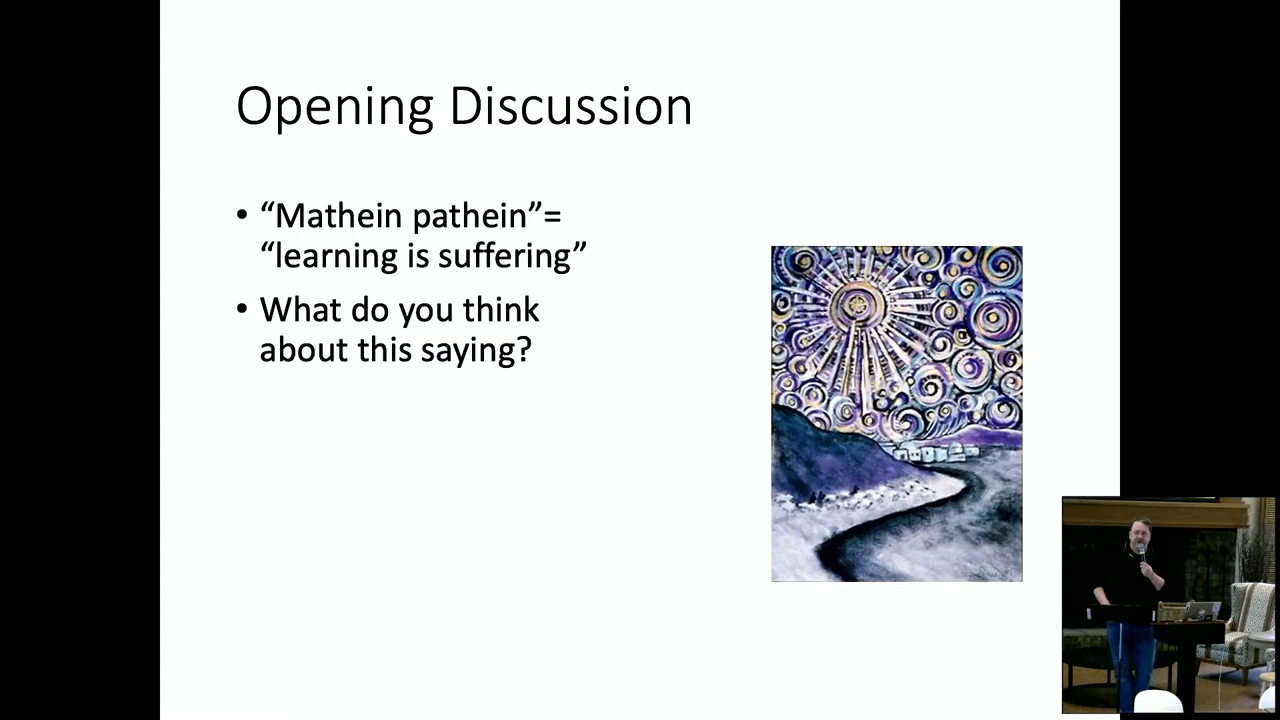 Opening Discussion
• “Mathein pathein”=
“learning is suffering”
• What do you think
about this saying?